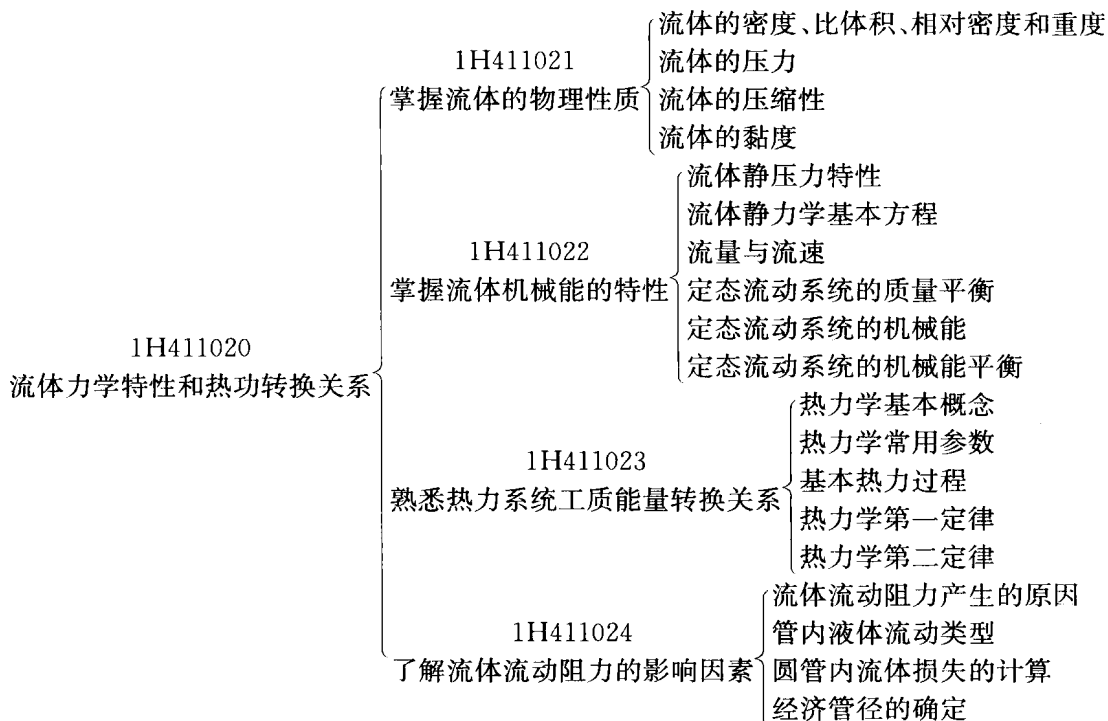 1H411020
流体力学特性和热功转换关系
1H411021
掌握流体的物理性质
流体的密度、比体积、相对密度和重度
流体的压力
流体的压缩性
流体的黏度
1H411022
掌握流体机械能的特性
流体静压力特性
流体静力学基本方程
流量与流速
定态流动系统的质量平衡
定态流动系统的机械能
定态流动系统的机械能平衡
1H411023
熟悉热力系统工质能量转换关系
热力学基本概念
热力学常用参数
基本热力过程
热力学第一定律
热力学第二定律
1H411024
了解流体流动阻力的影响因素
流体流动阻力产生的原因
管内液体流动类型
圆管内流体损失的计算
经济管径的确定